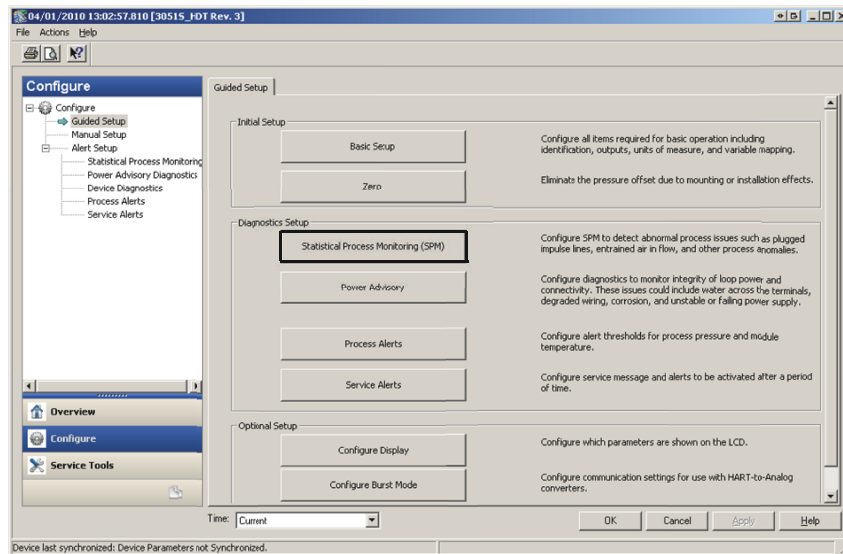 04/01/2010 13:02:57.810 [3051S_HDT Rev. 3]
File Actions Help
Configure
Configure
Guided Setup
Manual Setup
Alert Setup
Statistical Process Monitoring
Power Advisory Diagnostics
Device Diagnostics
Process Alerts
Service Alerts
Overview
Configure
Service Tools
Guided Setup
Initial Setup
Basic Setup
Configure all items required for basic operation including
identification, outputs, units of measure, and variable mapping.
Zero
Eliminats the pressure offset due to mounting or installation effects.
Diagnostics Setup
Statistical Process Monitoring (SPM)
Configure SPM to detect abnormal process issues such as plugged
impulse lines, entrained air in flow, and other process anomalies.
Power Advisory
Configure diagnostics to monitor integrity of loop power and
connectivity. These issues could include water across the terminals,
degraded wiring, corrosion, and unstable or failing power supply.
Process Alerts
Configure alert thresholds for process pressure and module
temperature.
Service Alerts
Configure service message and alerts to be activated after a period
of time.
Optional Setup
Configure Display
Configure which parameters are shown on the LCD.
Configure Burst Mode
Configure communication settings for use with HART-to-Analog
converters.
Time: Current
OK Cancel Apply Help
Device last synchronized: Device Parameters not Synchronized.